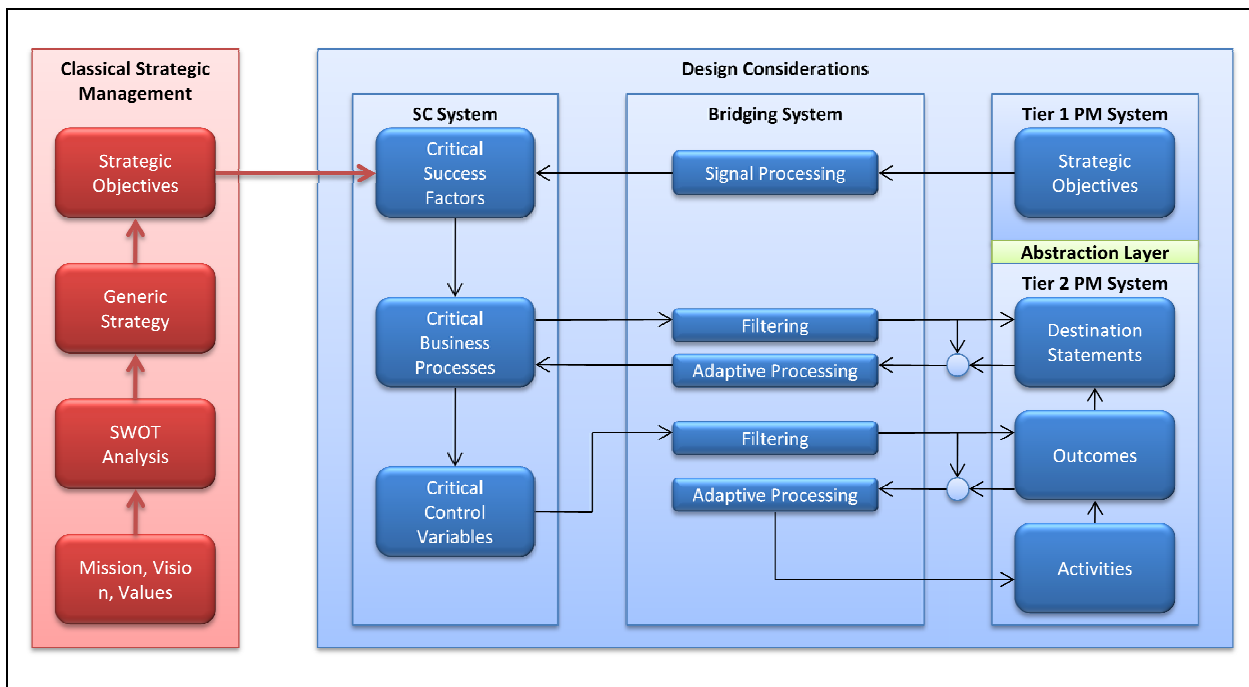 Classical Strategic
Management
Strategic
Objectives
Generic
Strategy
SWOT
Analysis
Mission, Visio
n, Values
Design Considerations
SC System
Critical
Success
Factors
Critical
Business
Processes
Critical
Control
Variables
Bridging System
Signal Processing
Filtering
Adaptive Processing
Filtering
Adaptive Processing
Tier 1 PM System
Strategic
Objectives
Abstraction Layer
Tier 2 PM System
Destination
Statements
Outcomes
Activities